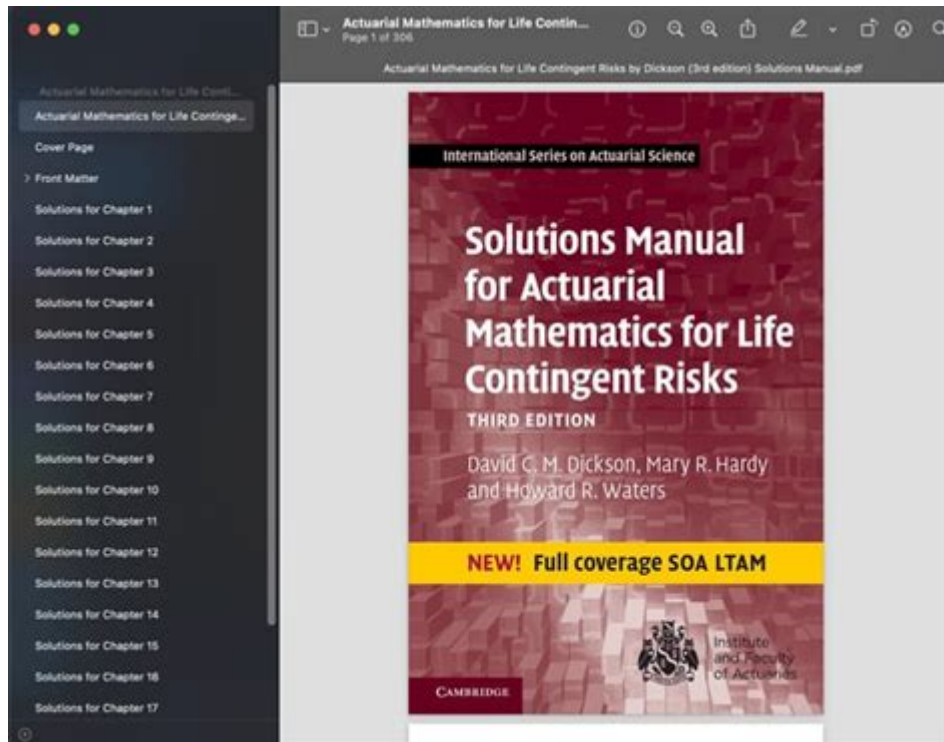 Actuarial Mathematics for Life Contin...
Page 1 of 306
Actuarial Mathematics for Life Contingent Risks by Dickson (3rd edition) Solutions Manual.pdf
Actuarial Mathematics for Life Conti...
Actuarial Mathematics for Life Continge...
Cover Page
Front Matter
Solutions for Chapter 1
Solutions for Chapter 2
Solutions for Chapter 3
Solutions for Chapter 4
Solutions for Chapter 5
Solutions for Chapter 6
Solutions for Chapter 7
Solutions for Chapter 8
Solutions for Chapter 9
Solutions for Chapter 10
Solutions for Chapter 11
Solutions for Chapter 12
Solutions for Chapter 13
Solutions for Chapter 14
Solutions for Chapter 15
Solutions for Chapter 16
Solutions for Chapter 17
International Series on Actuarial Science
Solutions Manual
for Actuarial
Mathematics for Life
Contingent Risks
THIRD EDITION
David C. M. Dickson, Mary R. Hardy
and Howard R. Waters
NEW! Full coverage SOA LTAM
Institute
and Faculty
of Actuaries
CAMBRIDGE